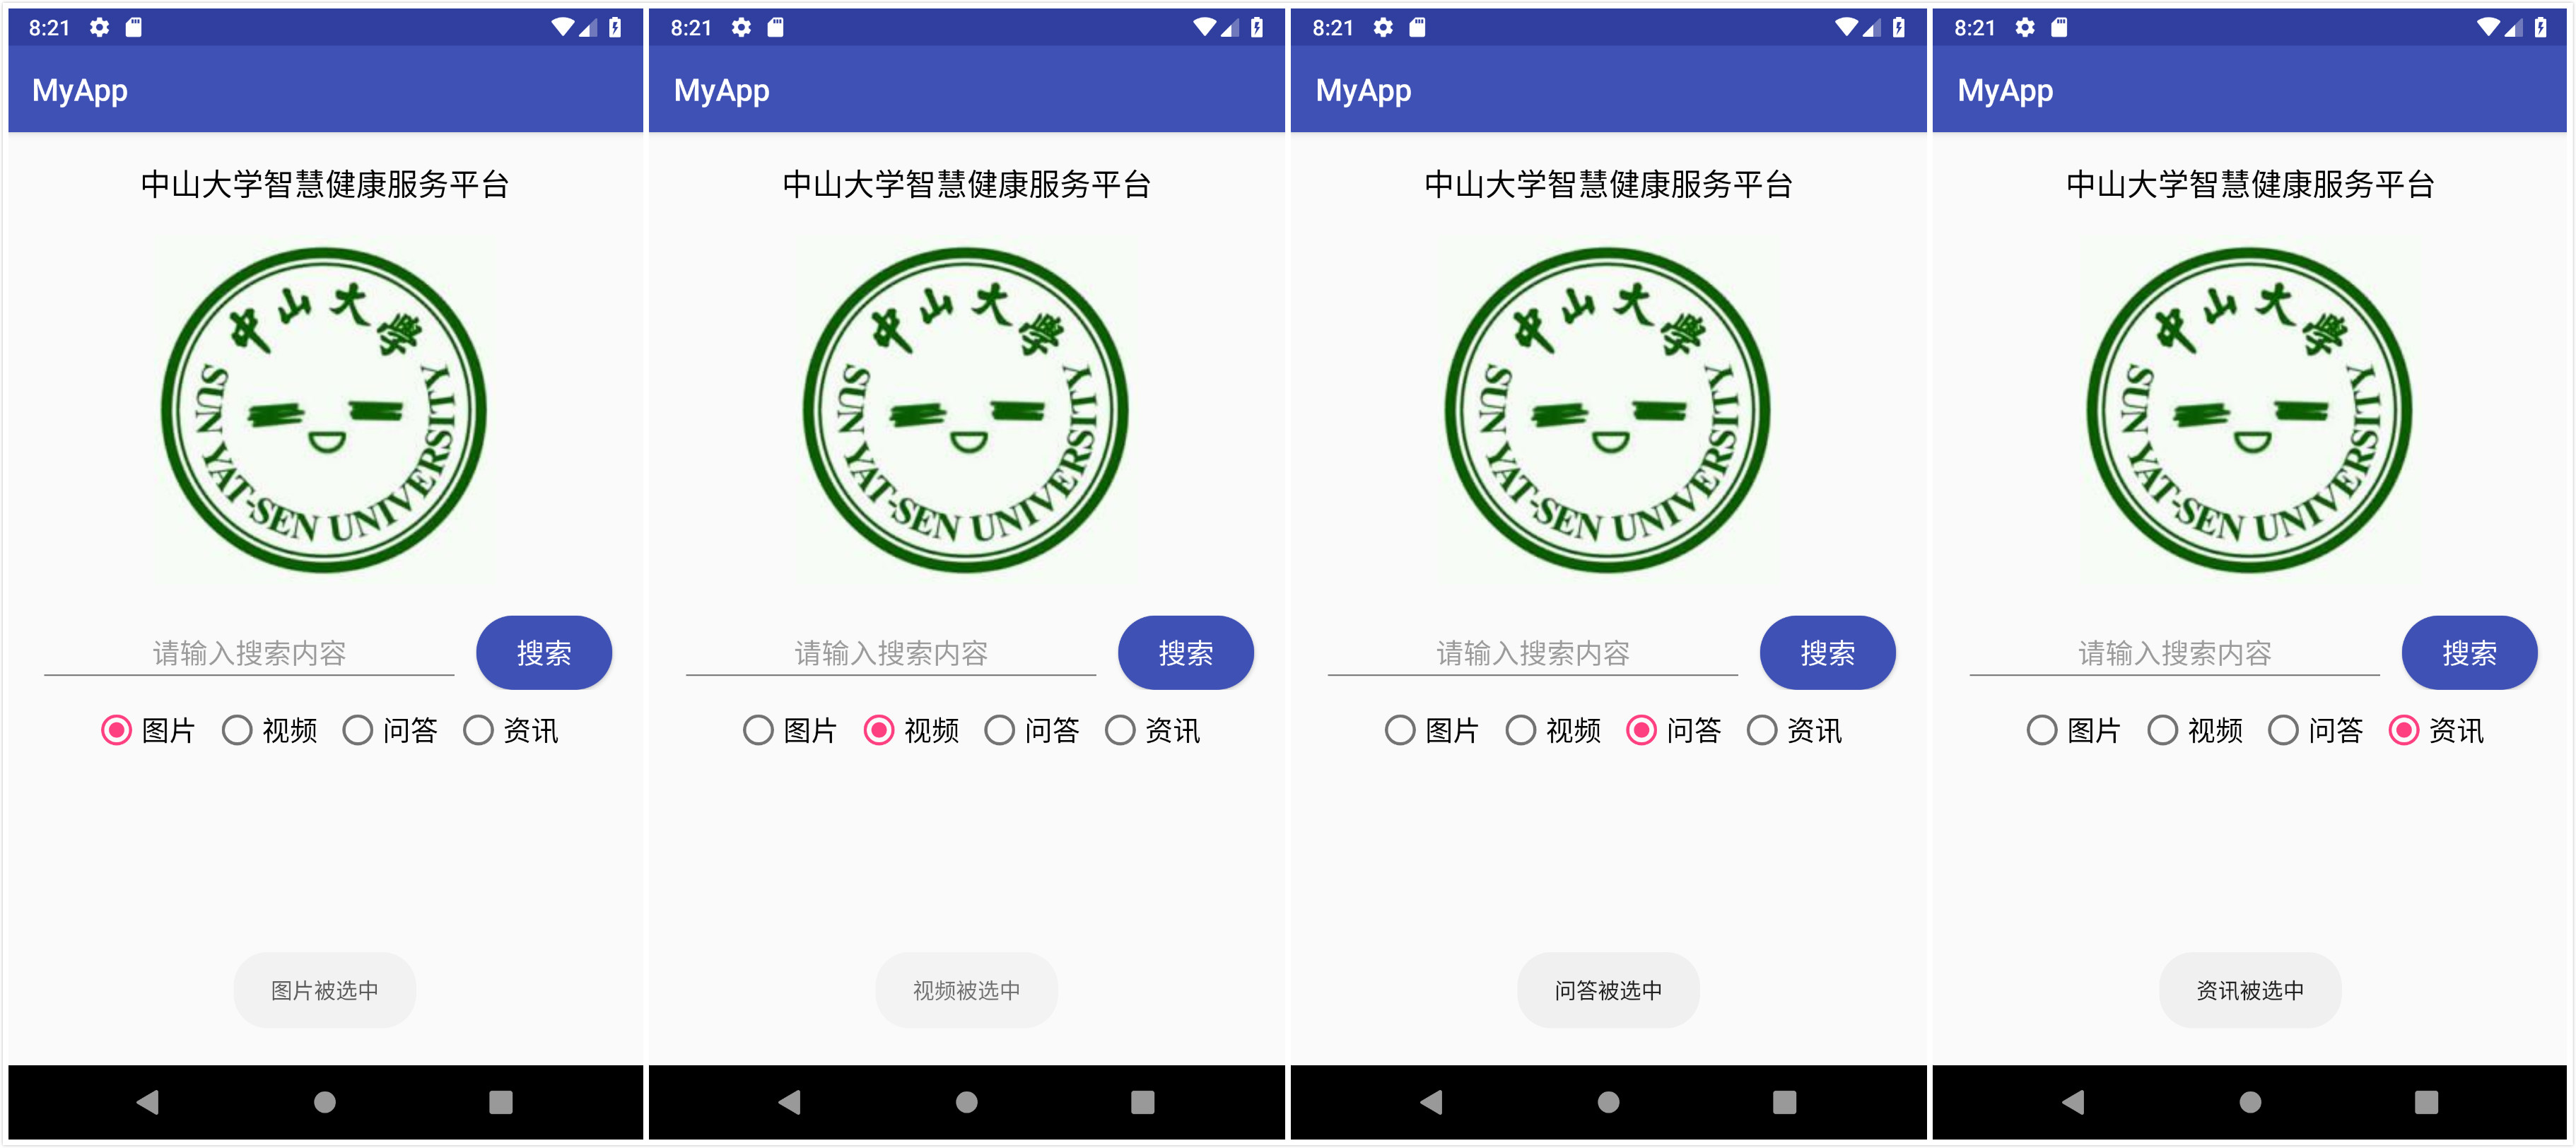 8:21
MyApp
中山大学智慧健康服务平台
中山大學
SUN YAT-SEN UNIVERSITY
请输入搜索内容
搜索
图片 视频 问答 资讯
图片被选中
8:21
MyApp
中山大学智慧健康服务平台
中山大學
SUN YAT-SEN UNIVERSITY
请输入搜索内容
搜索
图片 视频 问答 资讯
视频被选中
8:21
MyApp
中山大学智慧健康服务平台
中山大學
SUN YAT-SEN UNIVERSITY
请输入搜索内容
搜索
图片 视频 问答 资讯
问答被选中
8:21
MyApp
中山大学智慧健康服务平台
中山大學
SUN YAT-SEN UNIVERSITY
请输入搜索内容
搜索
图片 视频 问答 资讯
资讯被选中